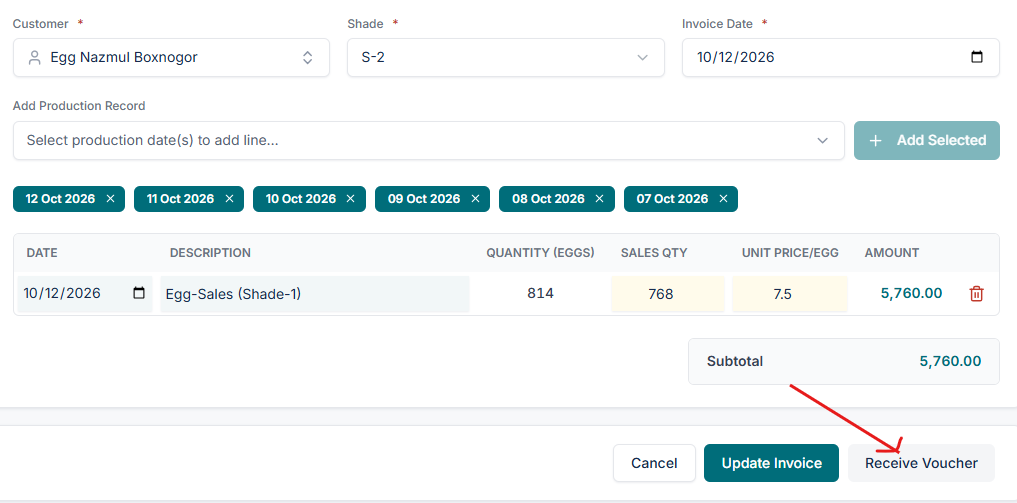 Customer * Shade * Invoice Date *
Egg Nazmul Boxnogor S-2 10/12/2026
Add Production Record
Select production date(s) to add line... + Add Selected
12 Oct 2026 × 11 Oct 2026 × 10 Oct 2026 × 09 Oct 2026 × 08 Oct 2026 × 07 Oct 2026 ×
DATE DESCRIPTION QUANTITY (EGGS) SALES QTY UNIT PRICE/EGG AMOUNT
10/12/2026 Egg-Sales (Shade-1) 814 768 7.5 5,760.00
Subtotal 5,760.00
Cancel Update Invoice Receive Voucher